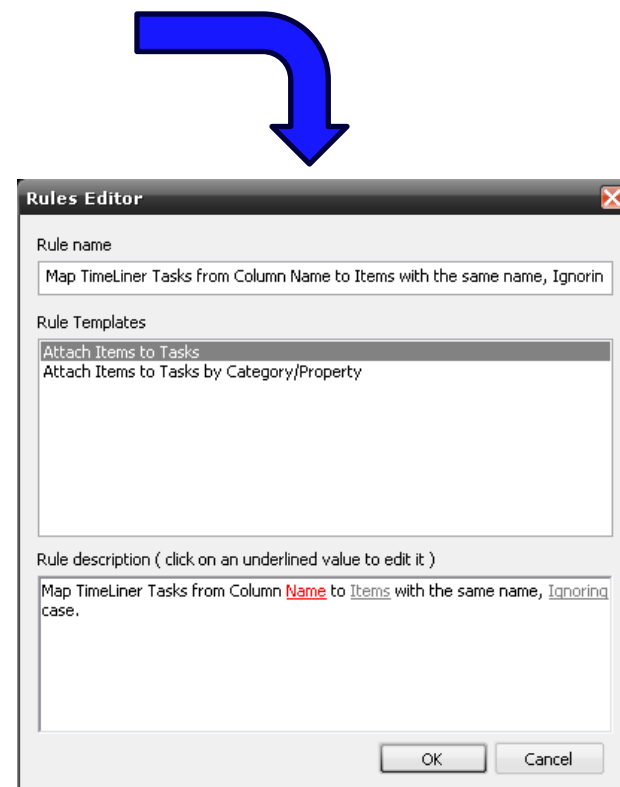 Rules Editor
Rule name
Map TimeLiner Tasks from Column Name to Items with the same name, Ignorin
Rule Templates
Attach Items to Tasks
Attach Items to Tasks by Category/Property
Rule description ( click on an underlined value to edit it )
Map TimeLiner Tasks from Column Name to Items with the same name, Ignoring
case.
OK Cancel